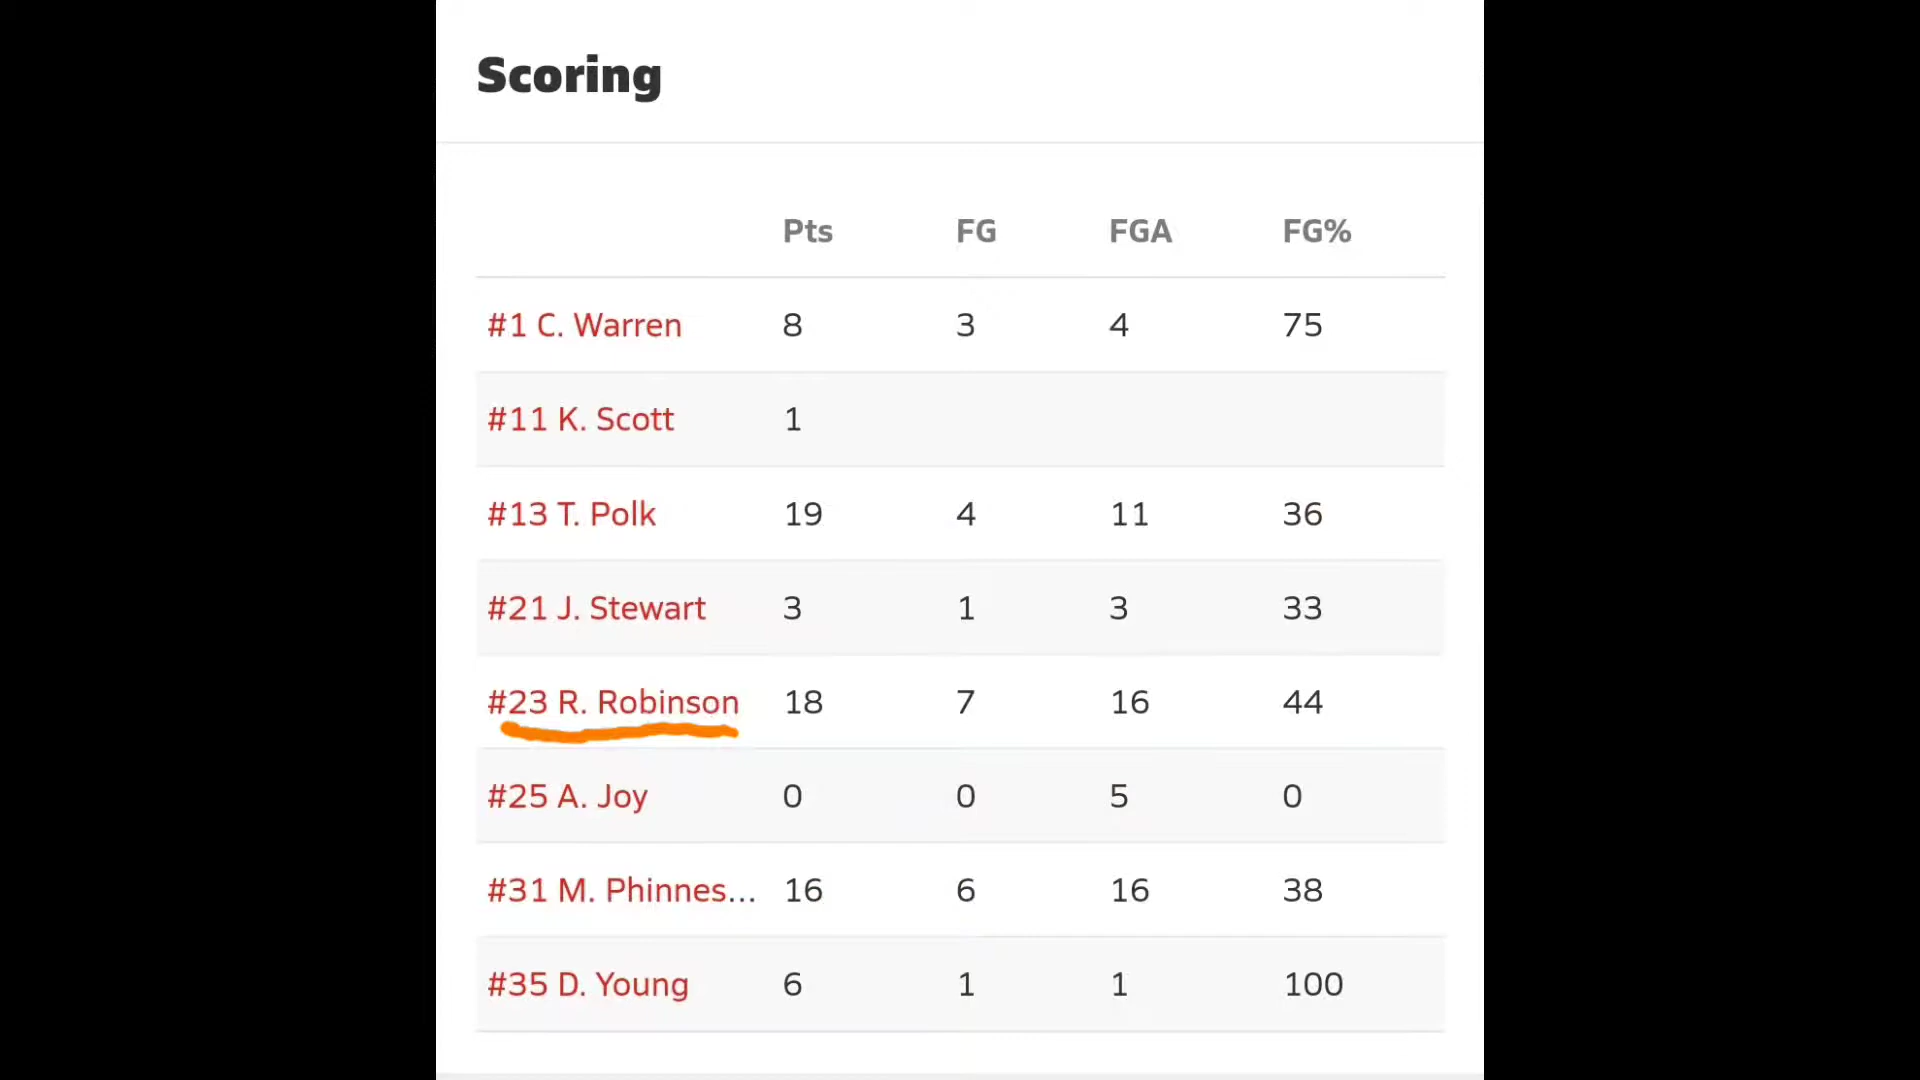 Scoring
Pts FG FGA FG%
#1 C. Warren 8 3 4 75
#11 K. Scott 1
#13 T. Polk 19 4 11 36
#21 J. Stewart 3 1 3 33
#23 R. Robinson 18 7 16 44
#25 A. Joy 0 0 5 0
#31 M. Phinnes... 16 6 16 38
#35 D. Young 6 1 1 100